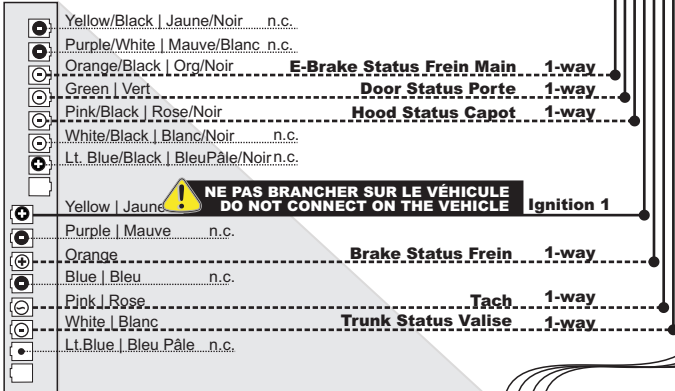 Yellow/Black | Jaune/Noir n.c.
Purple/White | Mauve/Blanc n.c.
Orange/Black | Org/Noir E-Brake Status Frein Main 1-way
Green | Vert Door Status Porte 1-way
Pink/Black | Rose/Noir Hood Status Capot 1-way
White/Black | Blanc/Noir n.c.
Lt. Blue/Black | BleuPâle/Noir n.c.
NE PAS BRANCHER SUR LE VÉHICULE
Yellow | Jaune DO NOT CONNECT ON THE VEHICLE Ignition 1
Purple | Mauve n.c.
Orange Brake Status Frein 1-way
Blue | Bleu n.c.
Pink | Rose Tach 1-way
White | Blanc Trunk Status Valise 1-way
Lt.Blue | Bleu Pâle n.c.